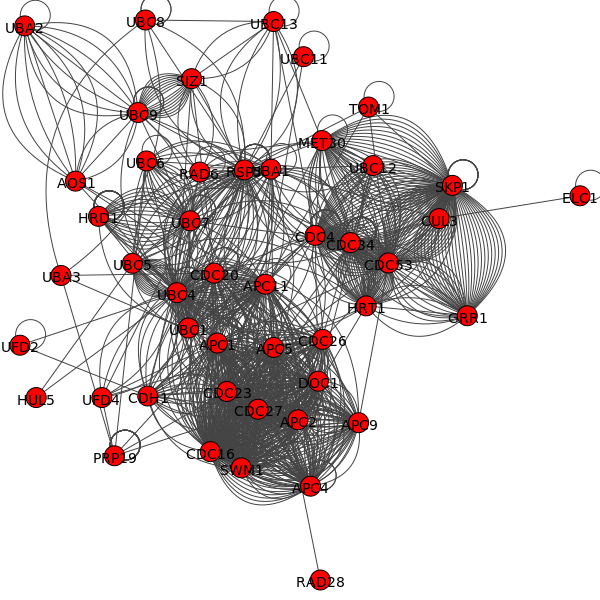 UBA2
UBC8
UBC13
UBC11
SIZ1
UBC9
TOM1
MET30
UBC6
RAD6
RSP5
UBA1
UBC12
AOS1
SKP1
ELC1
HRD1
UBC7
CUL3
CDC4
CDC34
UBC5
CDC20
CDC53
UBA3
UBC4
APC11
HRT1
GRR1
UBC1
UFD2
APC1
APC5
CDC26
DOC1
HUL5
UFD4
CDH1
CDC23
CDC27
APC2
APC9
PRP19
CDC16
SWM1
APC4
RAD28